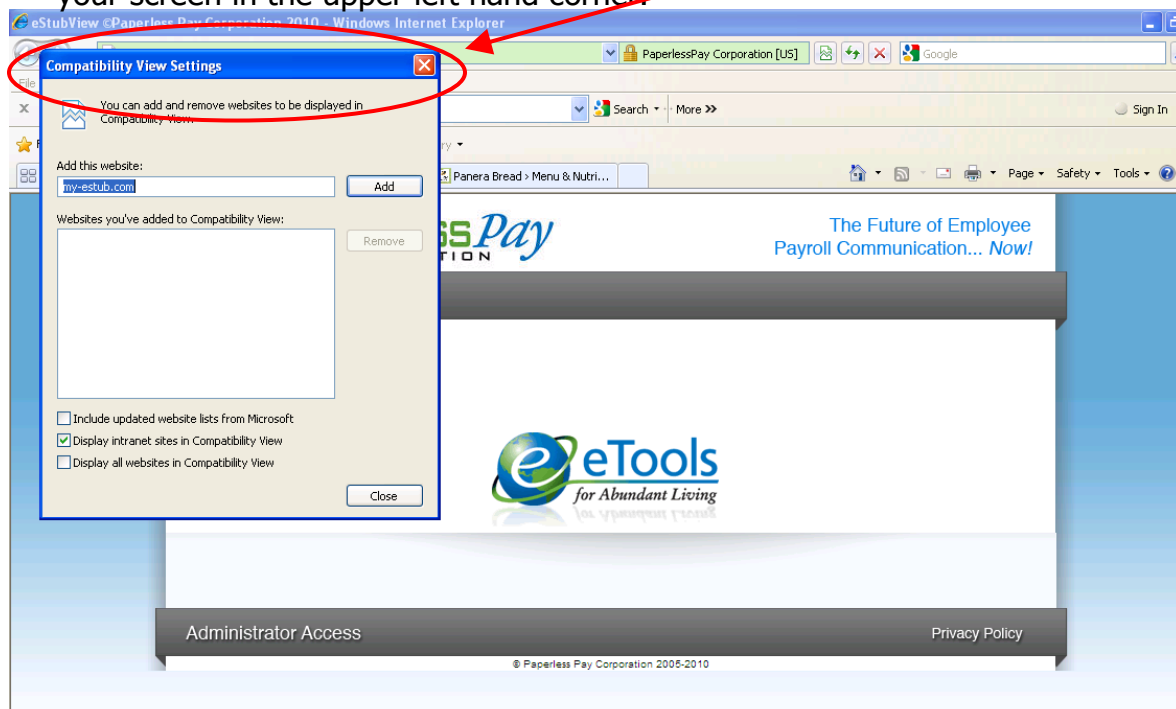 your screen in the upper left hand corner.
eStubView ©Paperless Pay Corporation 2010 - Windows Internet Explorer
PaperlessPay Corporation [US]
Google
Compatibility View Settings
File
You can add and remove websites to be displayed in
Compatibility View.
Search
More >>
Sign In
Add this website:
my-estub.com
Add
Panera Bread > Menu & Nutri...
Page
Safety
Tools
Websites you've added to Compatibility View:
Remove
SS Pay
TION
The Future of Employee
Payroll Communication... Now!
Include updated website lists from Microsoft
Display intranet sites in Compatibility View
Display all websites in Compatibility View
Close
eTools
for Abundant Living
Administrator Access
Privacy Policy
© Paperless Pay Corporation 2005-2010